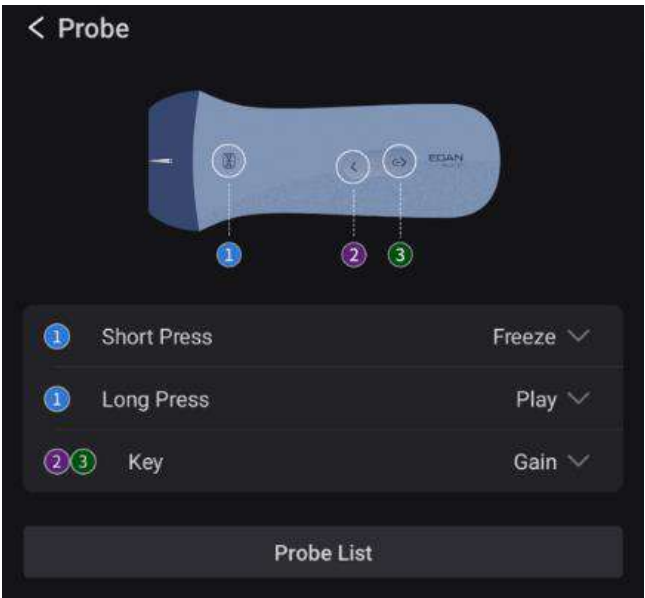 Probe
EDAN
1
2
3
1 Short Press Freeze
1 Long Press Play
2 3 Key Gain
Probe List